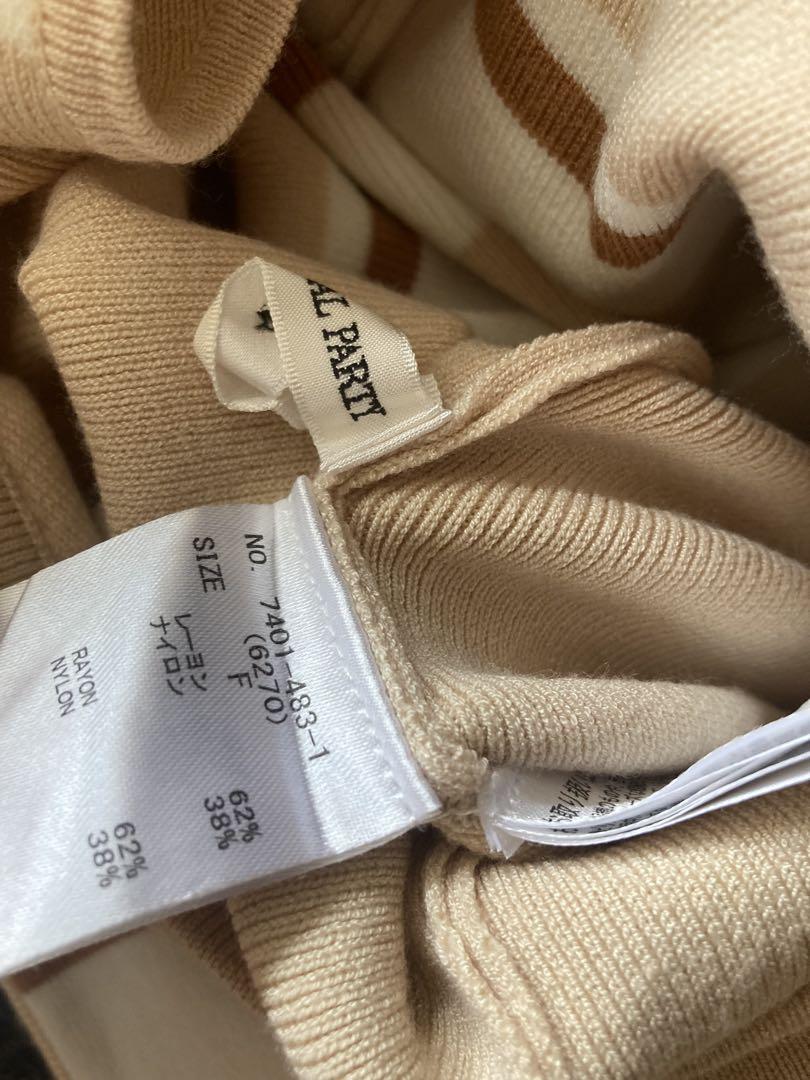 AL PARTY
NO. 7401-483-1
(6270)
SIZE F
レーヨン 62%
ナイロン 38%
RAYON 62%
NYLON 38%